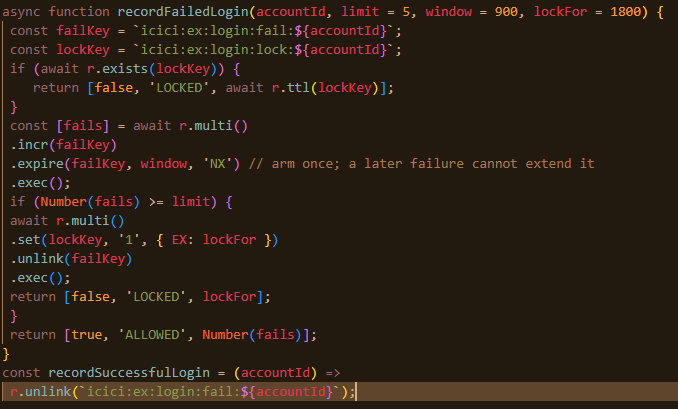 async function recordFailedLogin(accountId, limit = 5, window = 900, lockFor = 1800) {
const failKey = `icici:ex:login:fail:${accountId}`;
const lockKey = `icici:ex:login:lock:${accountId}`;
if (await r.exists(lockKey)) {
return [false, 'LOCKED', await r.ttl(lockKey)];
}
const [fails] = await r.multi()
.incr(failKey)
.expire(failKey, window, 'NX') // arm once; a later failure cannot extend it
.exec();
if (Number(fails) >= limit) {
await r.multi()
.set(lockKey, '1', { EX: lockFor })
.unlink(failKey)
.exec();
return [false, 'LOCKED', lockFor];
}
return [true, 'ALLOWED', Number(fails)];
}
const recordSuccessfulLogin = (accountId) =>
r.unlink(`icici:ex:login:fail:${accountId}`);